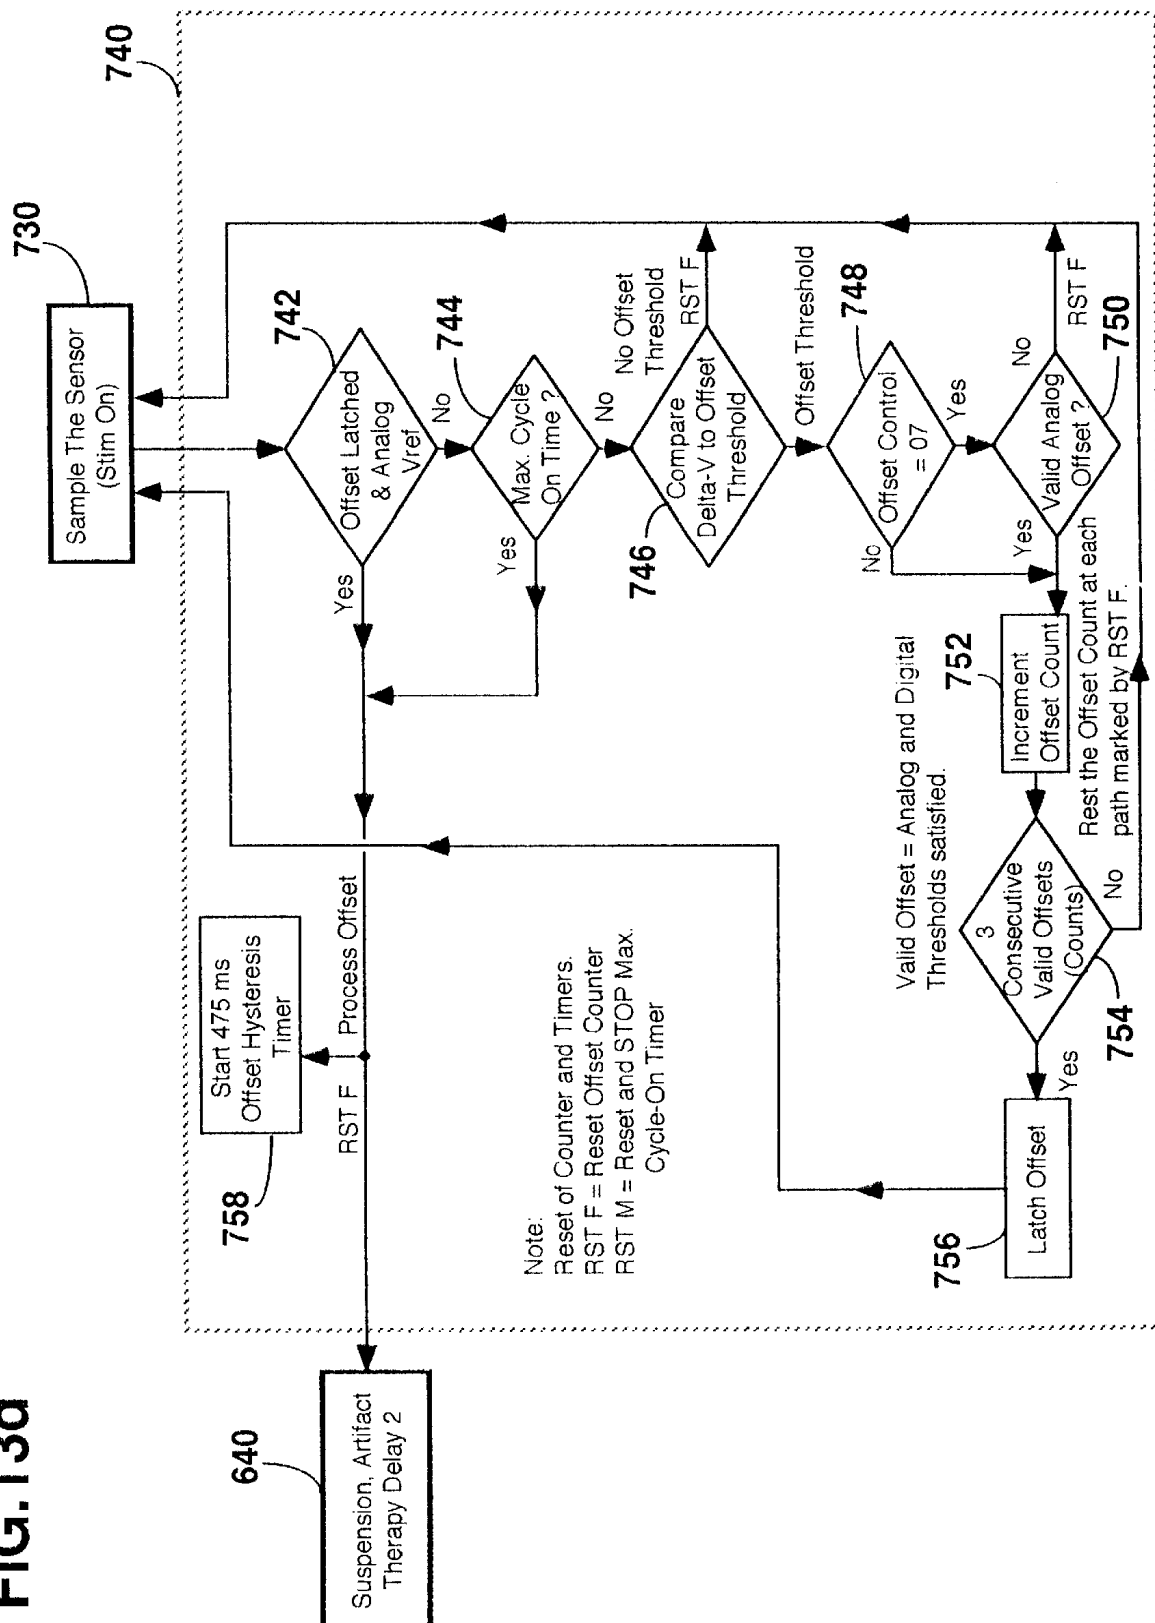 FIG.13a
730
Sample The Sensor
(Stim On)
740
742
Offset Latched
& Analog
Vref
Yes
No
744
Max. Cycle
On Time ?
Yes
No
746
Compare
Delta-V to Offset
Threshold
No Offset
Threshold
RST F
Offset Threshold
748
Offset Control
= 07
No
Yes
750
Valid Analog
Offset ?
No
RST F
Yes
752
Increment
Offset Count
Rest the Offset Count at each
path marked by RST F.
Valid Offset = Analog and Digital
Thresholds satisfied.
3
Consecutive
Valid Offsets
(Counts)
754
No
Yes
756
Latch Offset
Process Offset
Start 475 ms
Offset Hysteresis
Timer
758
RST F
Note:
Reset of Counter and Timers.
RST F = Reset Offset Counter
RST M = Reset and STOP Max.
Cycle-On Timer
640
Suspension, Artifact
Therapy Delay 2